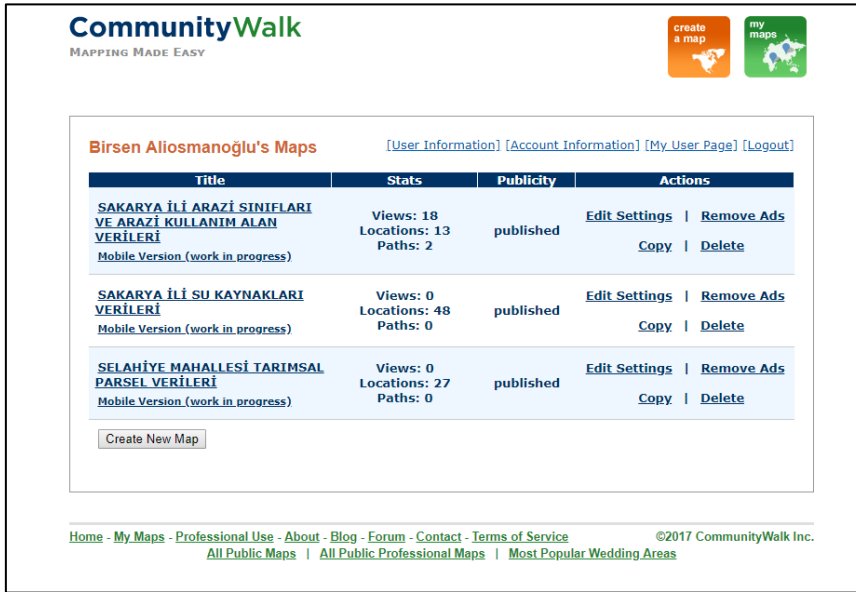 CommunityWalk
MAPPING MADE EASY
create
a map
my
maps
Birsen Aliosmanoğlu's Maps
[User Information] [Account Information] [My User Page] [Logout]
Title Stats Publicity Actions
SAKARYA İLİ ARAZİ SINIFLARI
VE ARAZİ KULLANIM ALAN
VERİLERİ
Mobile Version (work in progress)
Views: 18
Locations: 13
Paths: 2
published
Edit Settings | Remove Ads
Copy | Delete
SAKARYA İLİ SU KAYNAKLARI
VERİLERİ
Mobile Version (work in progress)
Views: 0
Locations: 48
Paths: 0
published
Edit Settings | Remove Ads
Copy | Delete
SELAHİYE MAHALLESİ TARIMSAL
PARSEL VERİLERİ
Mobile Version (work in progress)
Views: 0
Locations: 27
Paths: 0
published
Edit Settings | Remove Ads
Copy | Delete
Create New Map
Home - My Maps - Professional Use - About - Blog - Forum - Contact - Terms of Service ©2017 CommunityWalk Inc.
All Public Maps | All Public Professional Maps | Most Popular Wedding Areas